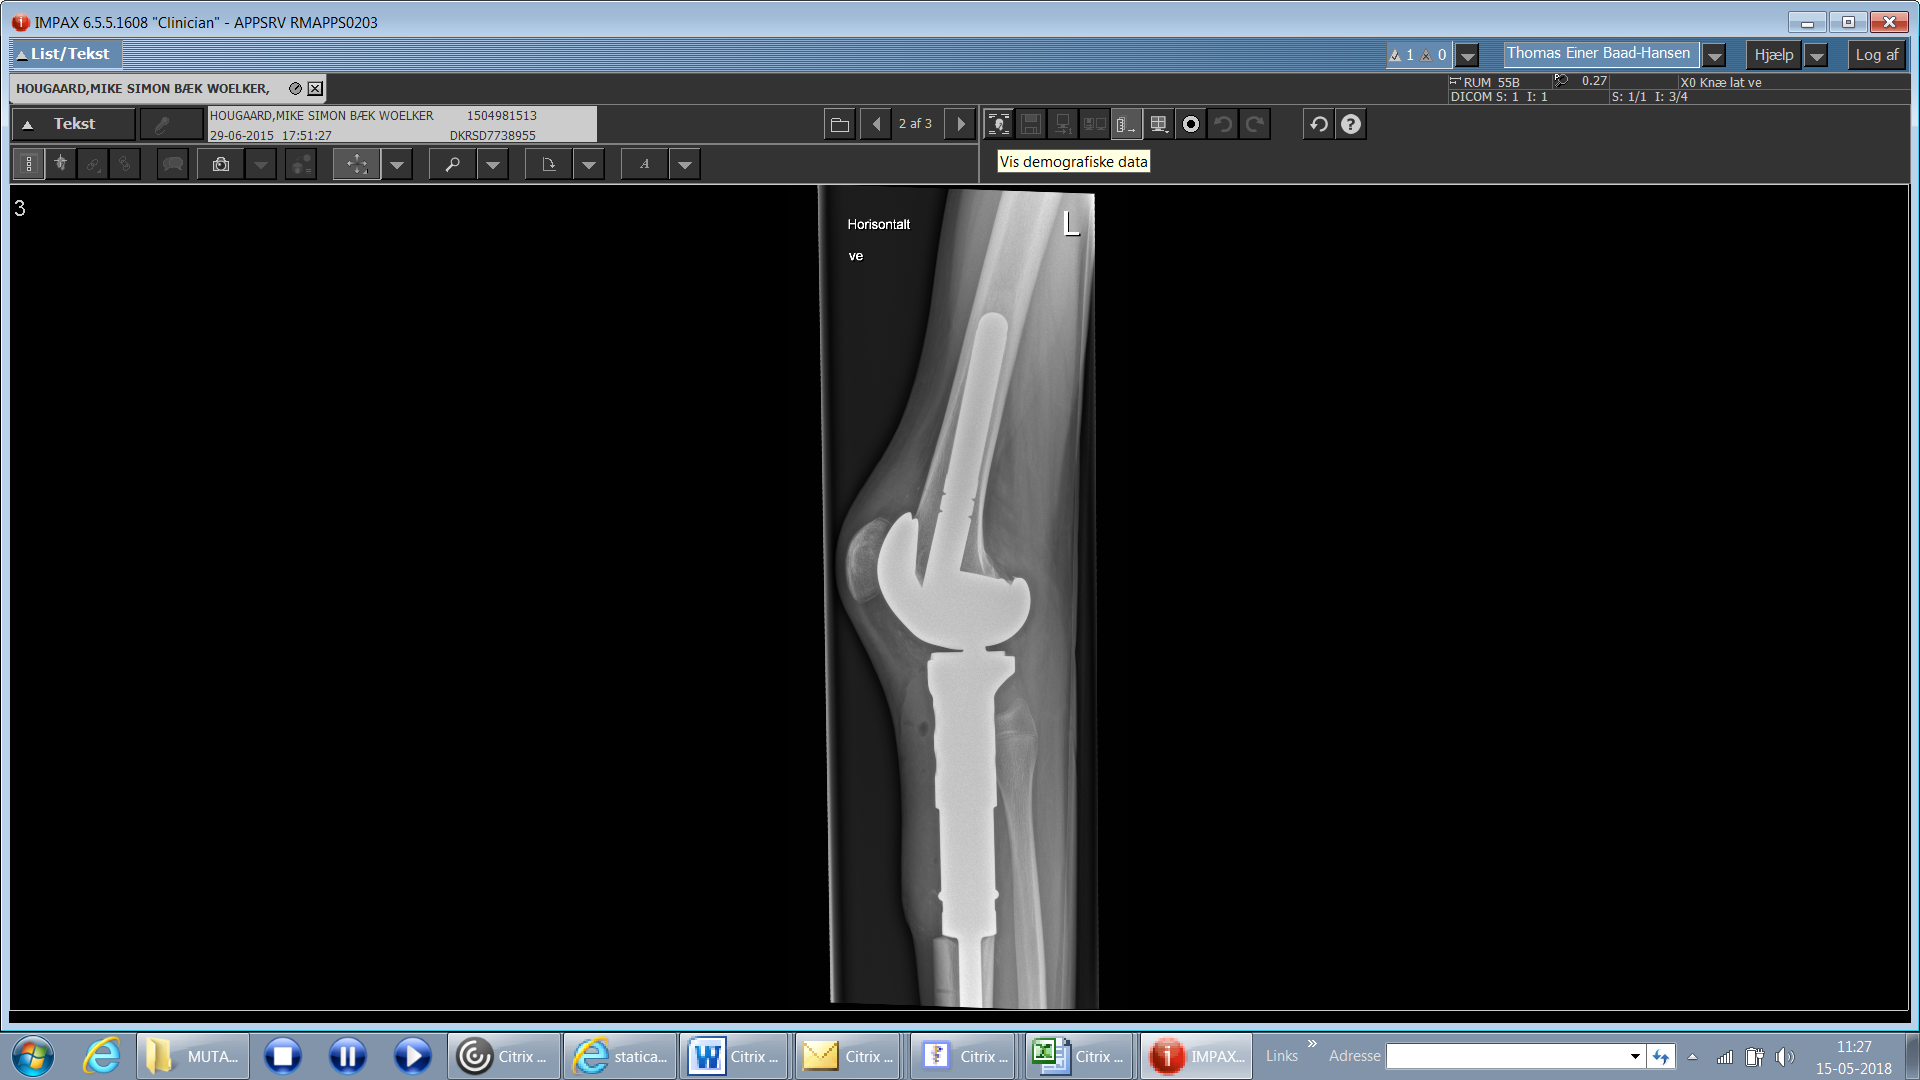 IMPAX 6.5.5.1608 "Clinician" - APPSRV RMAPPS0203
List/Tekst
1 0
Thomas Einer Baad-Hansen
Hjælp
Log af
HOUGAARD,MIKE SIMON BÆK WOELKER,
RUM 55B 0.27 X0 Knæ lat ve
DICOM S: 1 I: 1 S: 1/1 I: 3/4
Tekst
HOUGAARD,MIKE SIMON BÆK WOELKER 1504981513
29-06-2015 17:51:27 DKRSD7738955
2 af 3
A
Vis demografiske data
3
Horisontalt
ve
L
MUTA...
Citrix ...
statica...
Citrix ...
Citrix ...
Citrix ...
Citrix ...
IMPAX...
Links
Adresse
11:27
15-05-2018